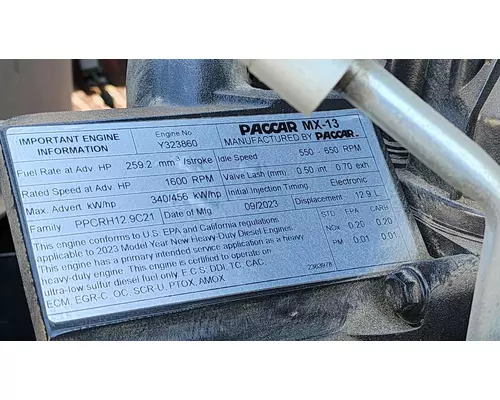 IMPORTANT ENGINE INFORMATION
Engine No Y323860
PACCAR MX-13
MANUFACTURED BY PACCAR
Fuel Rate at Adv. HP 259.2 mm³/stroke Idle Speed 550 - 650 RPM
Rated Speed at Adv. HP 1600 RPM Valve Lash (mm) 0.50 int 0.70 exh
Max. Advert. kW/hp 340/456 kW/hp Initial Injection Timing Electronic
Family PPCRH12.9C21 Date of Mfg 09/2023 Displacement 12.9 L
This engine conforms to U.S. EPA and California regulations
applicable to 2023 Model Year New Heavy-Duty Diesel Engines.
This engine has a primary intended service application as a heavy
heavy-duty engine. This engine is certified to operate on
ultra-low sulfur diesel fuel only. E.C.S. DDI, TC, CAC,
ECM, EGR-C, OC, SCR-U, PTOX, AMOX
STD EPA CARB
NOx 0.20 0.20
PM 0.01 0.01
2363978